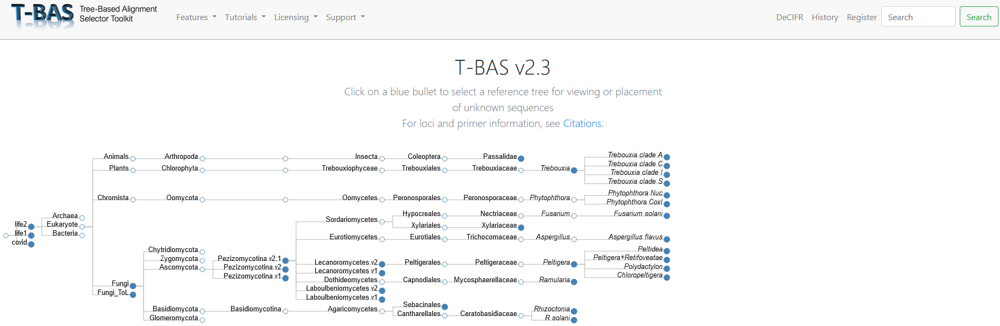 T-BAS Tree-Based Alignment
Selector Toolkit
Features Tutorials Licensing Support DeCIFR History Register Search Search
T-BAS v2.3
Click on a blue bullet to select a reference tree for viewing or placement
of unknown sequences
For loci and primer information, see Citations.
Trebouxia clade A
Animals Arthropoda Insecta Coleoptera Passalidae
Trebouxia clade C
Plants Chlorophyta Trebouxiophyceae Trebouxiales Trebouxiaceae Trebouxia
Trebouxia clade I
Trebouxia clade S
Phytophthora Nuc
Chromista Oomycota Oomycetes Peronosporales Peronosporaceae Phytophthora
Phytophthora CoxI
Hypocreales Nectriaceae Fusarium Fusarium solani
Archaea
Sordariomycetes
life2 Eukaryote
Xylariales Xylariaceae
life1 Bacteria
Eurotiomycetes Eurotiales Trichocomaceae Aspergillus Aspergillus flavus
covid
Chytridiomycota Peltidea
Zygomycota Pezizomycotina v2.1 Peltigera+Retifoveatae
Lecanoromycetes v2 Peltigerales Peltigeraceae Peltigera
Ascomycota Pezizomycotina v2 Polydactylon
Lecanoromycetes v1
Pezizomycotina v1 Chloropeltigera
Dothideomycetes Capnodiales Mycosphaerellaceae Ramularia
Fungi
Laboulbeniomycetes v2
Fungi_ToL
Laboulbeniomycetes v1
Sebacinales
Basidiomycota Basidiomycotina Agaricomycetes Rhizoctonia
Cantharellales Ceratobasidiaceae
Glomeromycota R solani